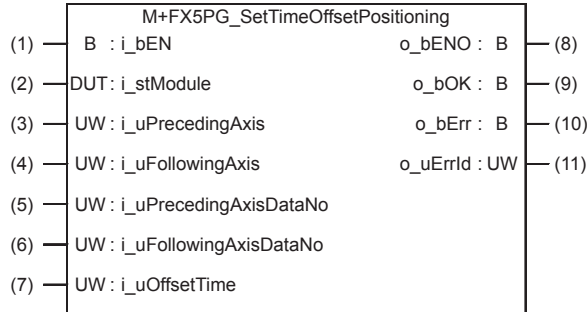 M+FX5PG_SetTimeOffsetPositioning
(1) B : i_bEN o_bENO : B (8)
(2) DUT : i_stModule o_bOK : B (9)
(3) UW : i_uPrecedingAxis o_bErr : B (10)
(4) UW : i_uFollowingAxis o_uErrId : UW (11)
(5) UW : i_uPrecedingAxisDataNo
(6) UW : i_uFollowingAxisDataNo
(7) UW : i_uOffsetTime